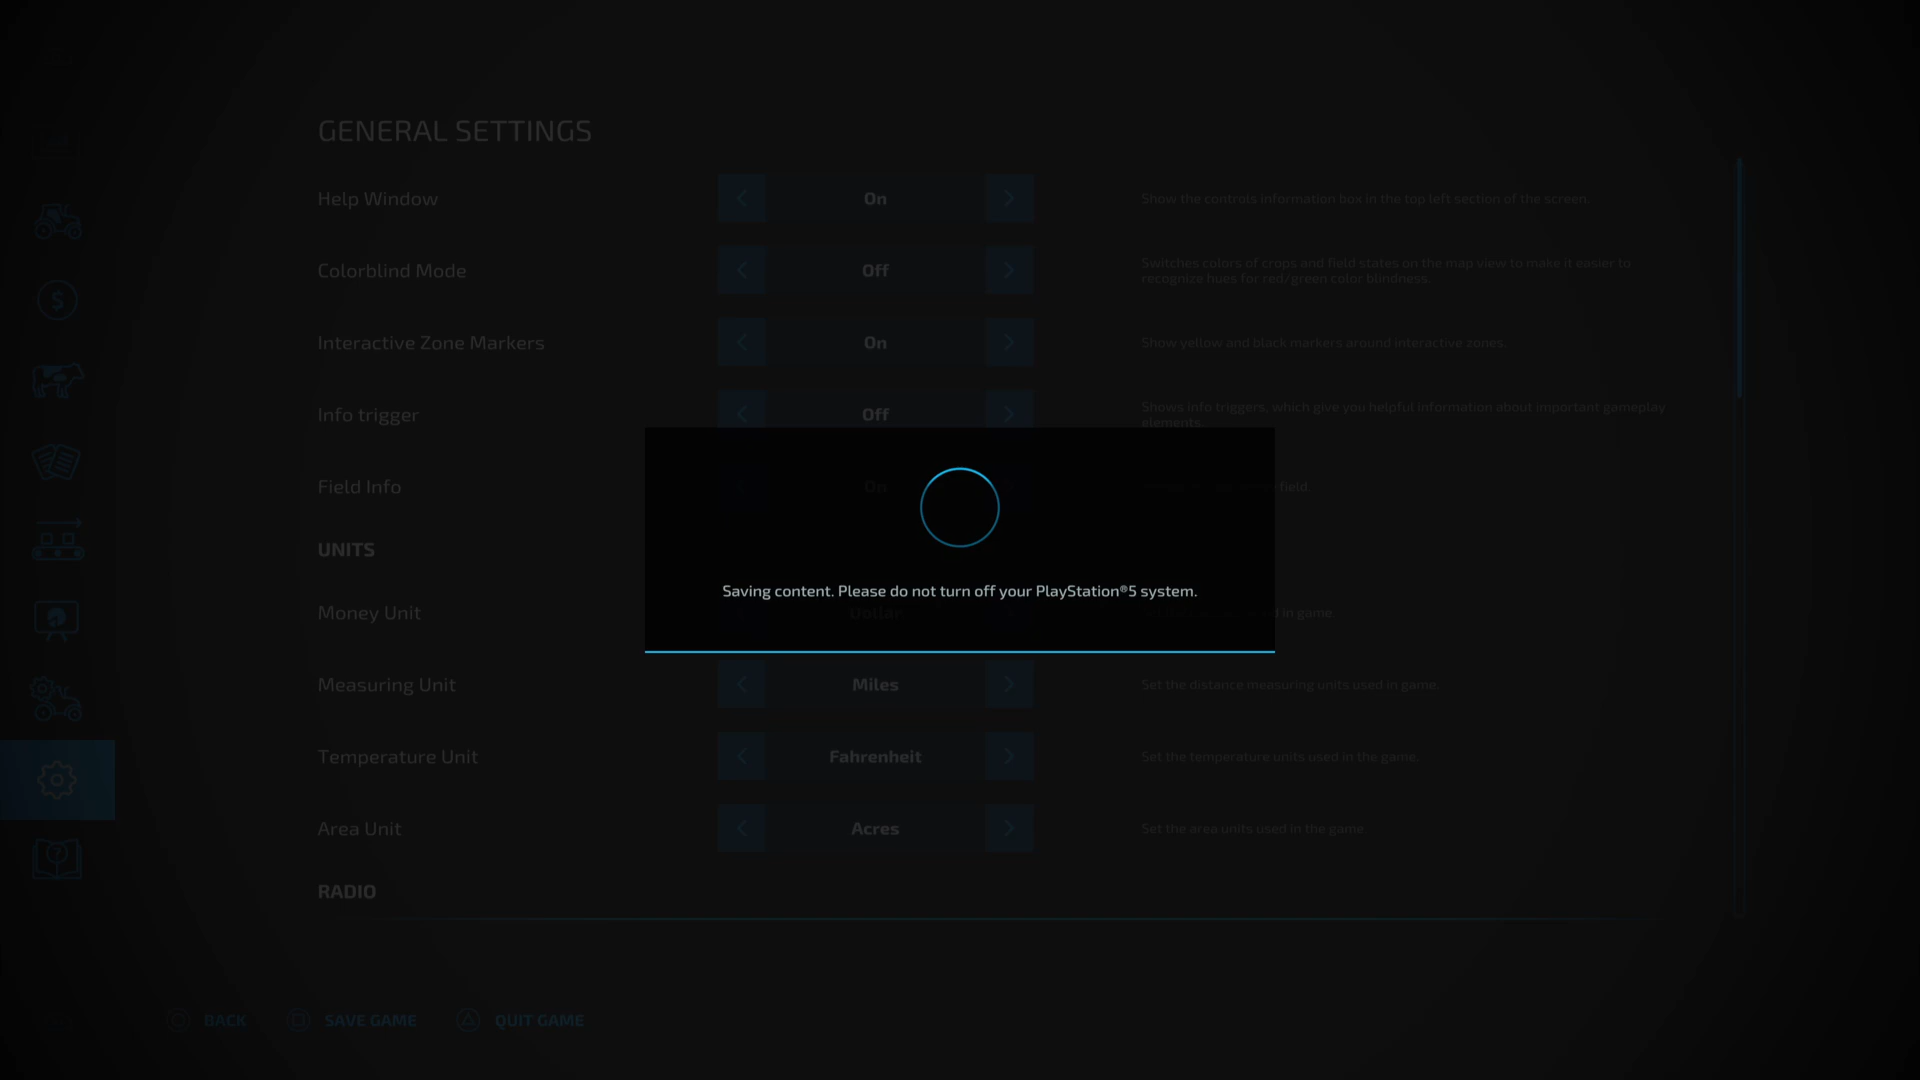 GENERAL SETTINGS
Help Window
On
Show the controls information box in the top left section of the screen.
Colorblind Mode
Off
Switches colors of crops and field states on the map view to make it easier to
recognize hues for red/green color blindness.
Interactive Zone Markers
On
Show yellow and black markers around interactive zones.
Info trigger
Off
Shows info triggers, which give you helpful information about important gameplay
elements.
Field Info
On
field.
Saving content. Please do not turn off your PlayStation®5 system.
UNITS
Money Unit
Dollar
in game
Measuring Unit
Miles
Set the distance measuring units used in game.
Temperature Unit
Fahrenheit
Set the temperature units used in the game.
Area Unit
Acres
Set the area units used in the game
RADIO
BACK
SAVE GAME
QUIT GAME